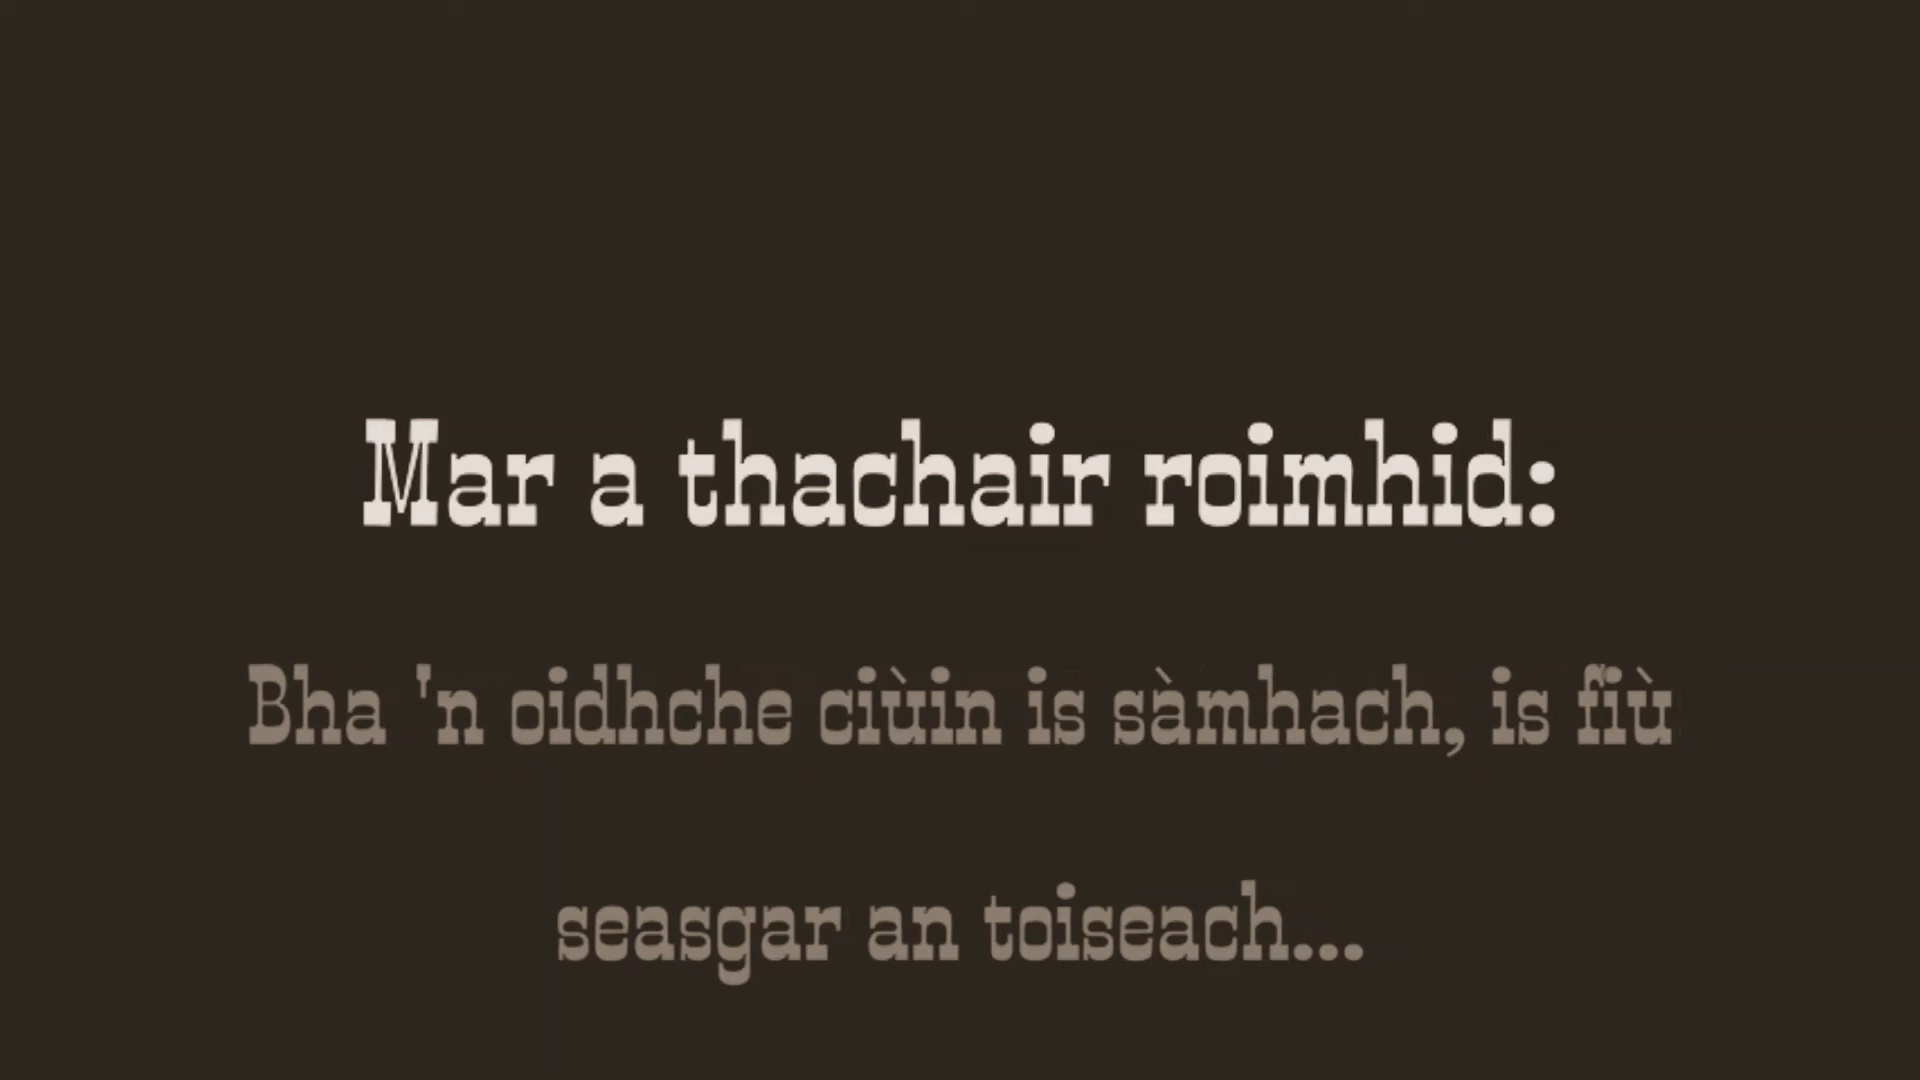 Mar a thachair roimhid:
Bha 'n oidhche ciùin is sàmhach, is fiù
seasgar an toiseach...